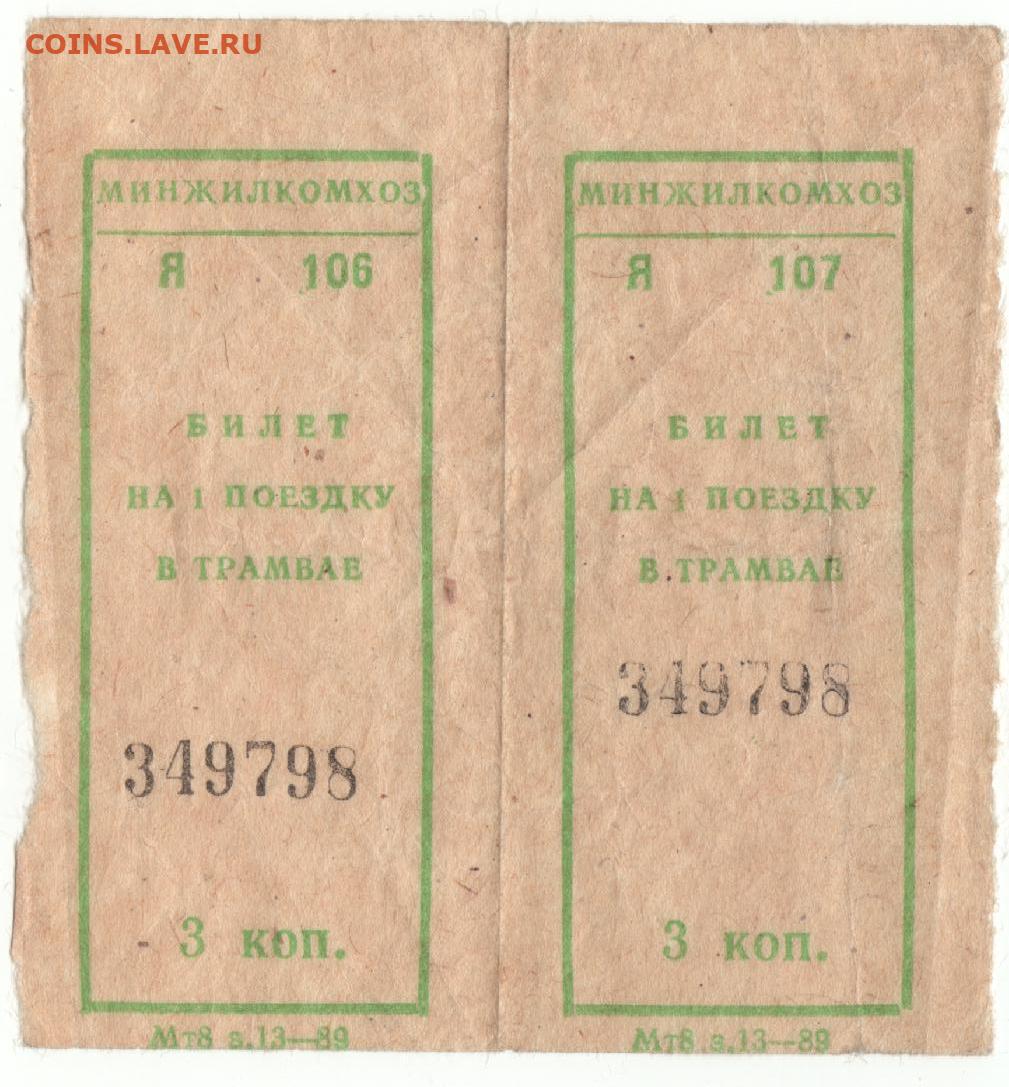 COINS.LAVE.RU
МИНЖИЛКОМХОЗ
Я 106
БИЛЕТ
НА 1 ПОЕЗДКУ
В ТРАМВАЕ
349798
3 КОП.
Мт8 з.13—89
МИНЖИЛКОМХОЗ
Я 107
БИЛЕТ
НА 1 ПОЕЗДКУ
В ТРАМВАЕ
349798
3 КОП.
Мт8 з.13—89